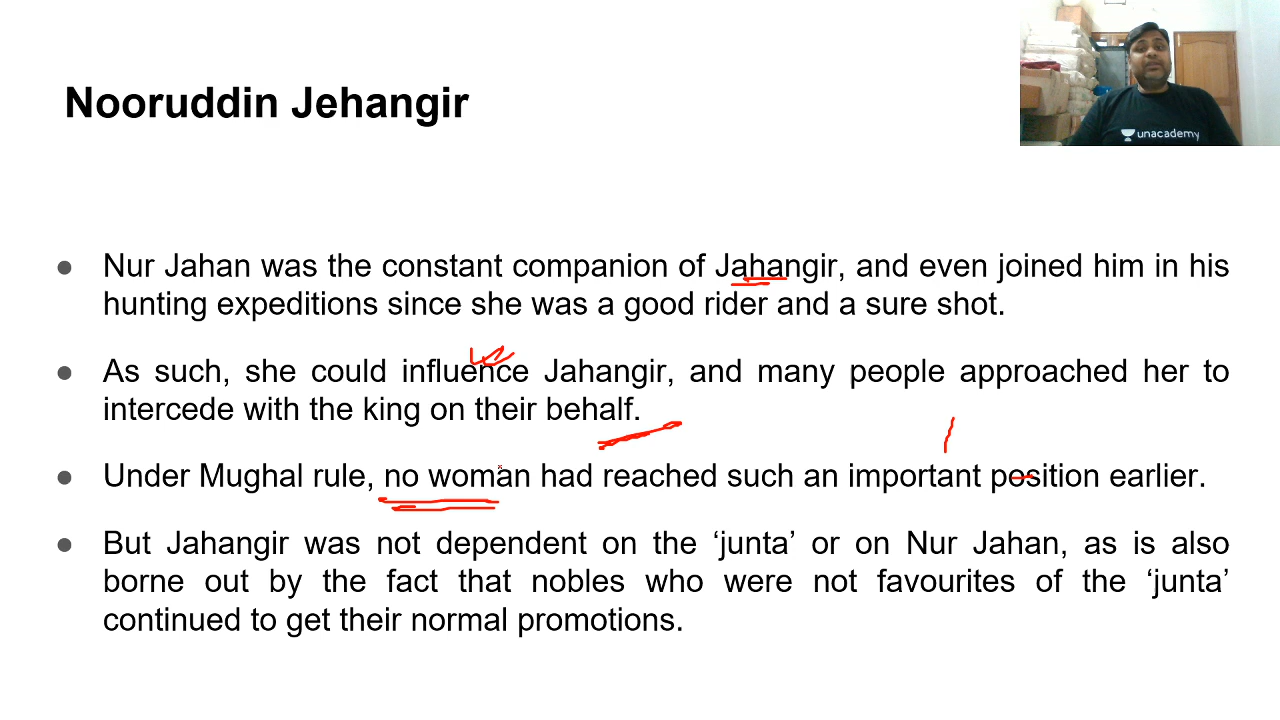 Nooruddin Jehangir
unacademy
● Nur Jahan was the constant companion of Jahangir, and even joined him in his
hunting expeditions since she was a good rider and a sure shot.
● As such, she could influence Jahangir, and many people approached her to
intercede with the king on their behalf.
● Under Mughal rule, no woman had reached such an important position earlier.
● But Jahangir was not dependent on the ‘junta’ or on Nur Jahan, as is also
borne out by the fact that nobles who were not favourites of the ‘junta’
continued to get their normal promotions.